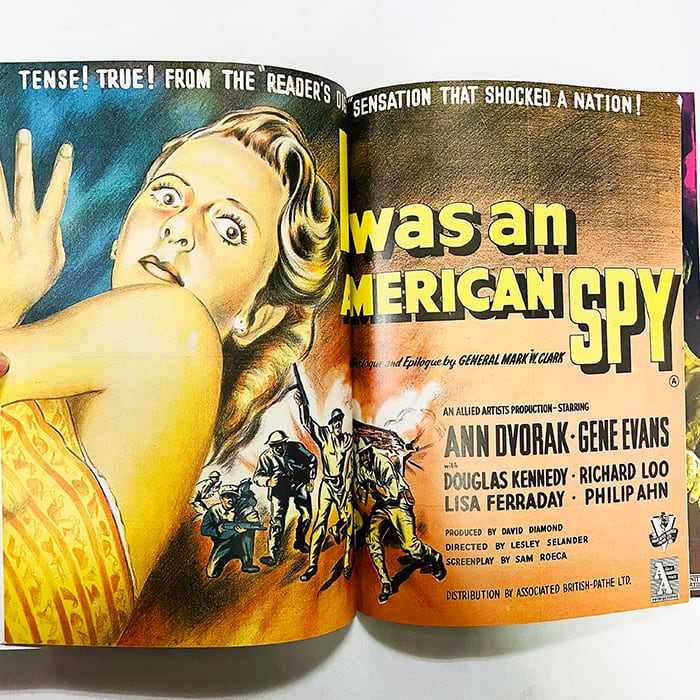 TENSE! TRUE! FROM THE "READER'S DI SENSATION THAT SHOCKED A NATION!
I was an
AMERICAN SPY
and Epilogue by GENERAL MARK W. CLARK
A
AN ALLIED ARTISTS PRODUCTION - STARRING
ANN DVORAK · GENE EVANS
with
DOUGLAS KENNEDY · RICHARD LOO
LISA FERRADAY · PHILIP AHN
PRODUCED BY DAVID DIAMOND
DIRECTED BY LESLEY SELANDER
SCREENPLAY BY SAM ROECA
DISTRIBUTION BY ASSOCIATED BRITISH-PATHE LTD.